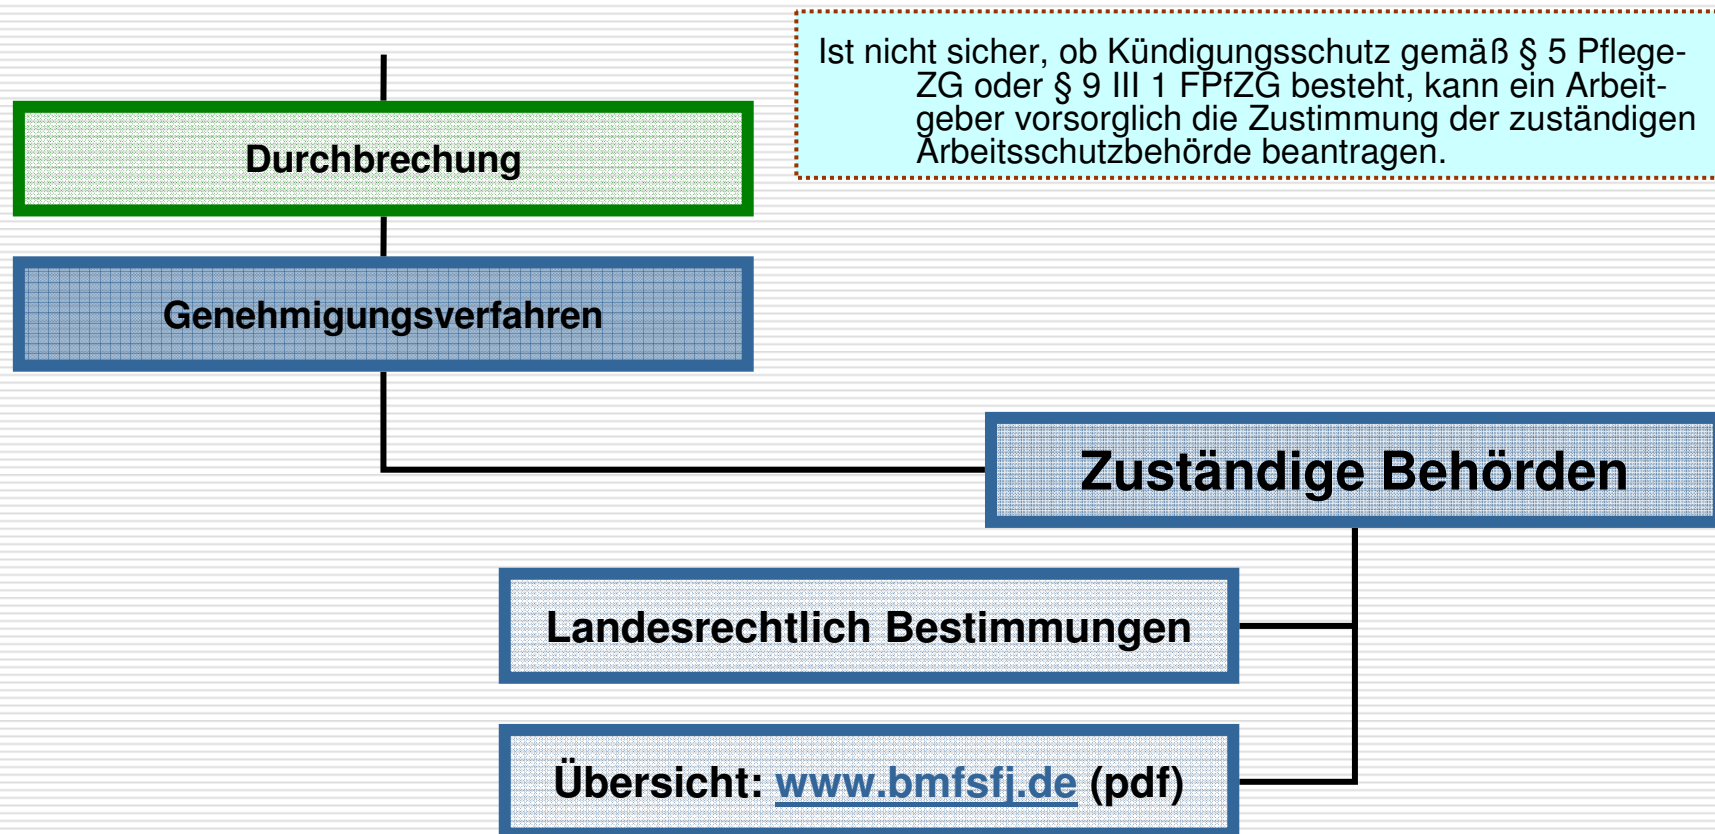 Ist nicht sicher, ob Kündigungsschutz gemäß § 5 Pflege-
ZG oder § 9 III 1 FPfZG besteht, kann ein Arbeit-
geber vorsorglich die Zustimmung der zuständigen
Arbeitsschutzbehörde beantragen.
Durchbrechung
Genehmigungsverfahren
Zuständige Behörden
Landesrechtlich Bestimmungen
Übersicht: www.bmfsfj.de (pdf)